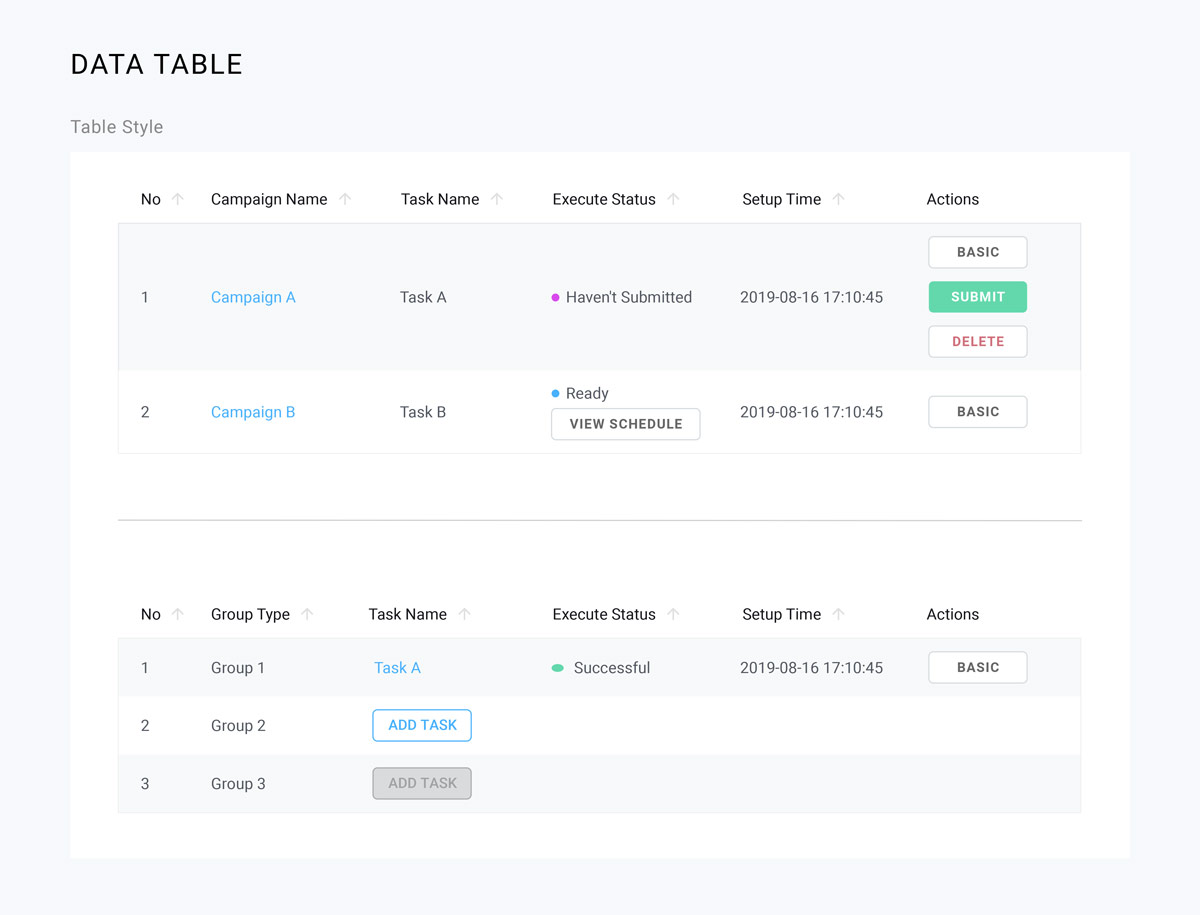 DATA TABLE
Table Style
No Campaign Name Task Name Execute Status Setup Time Actions
BASIC
1 Campaign A Task A Haven't Submitted 2019-08-16 17:10:45 SUBMIT
DELETE
Ready
2 Campaign B Task B 2019-08-16 17:10:45 BASIC
VIEW SCHEDULE
No Group Type Task Name Execute Status Setup Time Actions
1 Group 1 Task A Successful 2019-08-16 17:10:45 BASIC
2 Group 2 ADD TASK
3 Group 3 ADD TASK